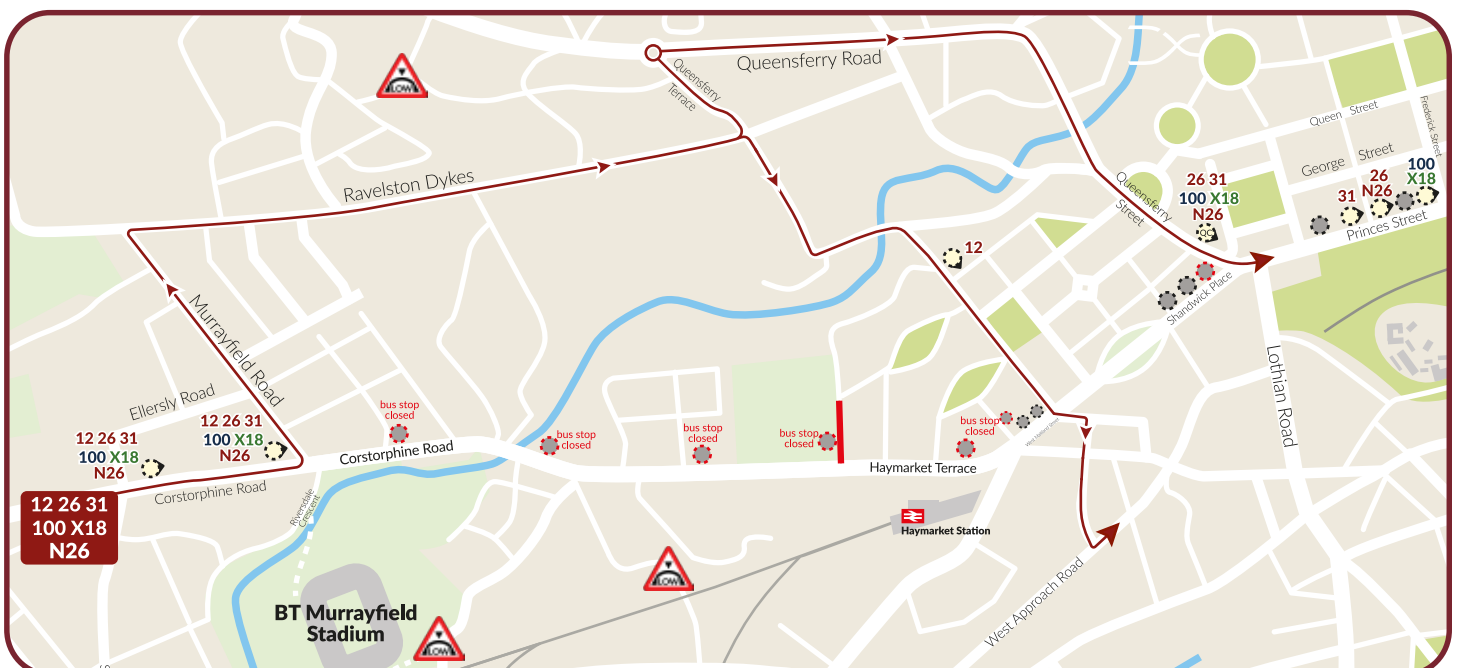 Queensferry Road
Queensferry
Terrace
LOW
Ravelston Dykes
Queen Street
Frederick Street
George Street
Princes Street
100
X18
26
N26
31
Queensferry
Street
26 31
100 X18
N26
QC
12
Shandwick Place
Lothian Road
Murrayfield Road
Ellersly Road
12 26 31
100 X18
N26
12 26 31
100 X18
N26
bus stop
closed
Corstorphine Road
bus stop
closed
bus stop
closed
bus stop
closed
bus stop
closed
West Maitland Street
Haymarket Terrace
Corstorphine Road
12 26 31
100 X18
N26
Riversdale
Crescent
Haymarket Station
LOW
West Approach Road
BT Murrayfield
Stadium
LOW